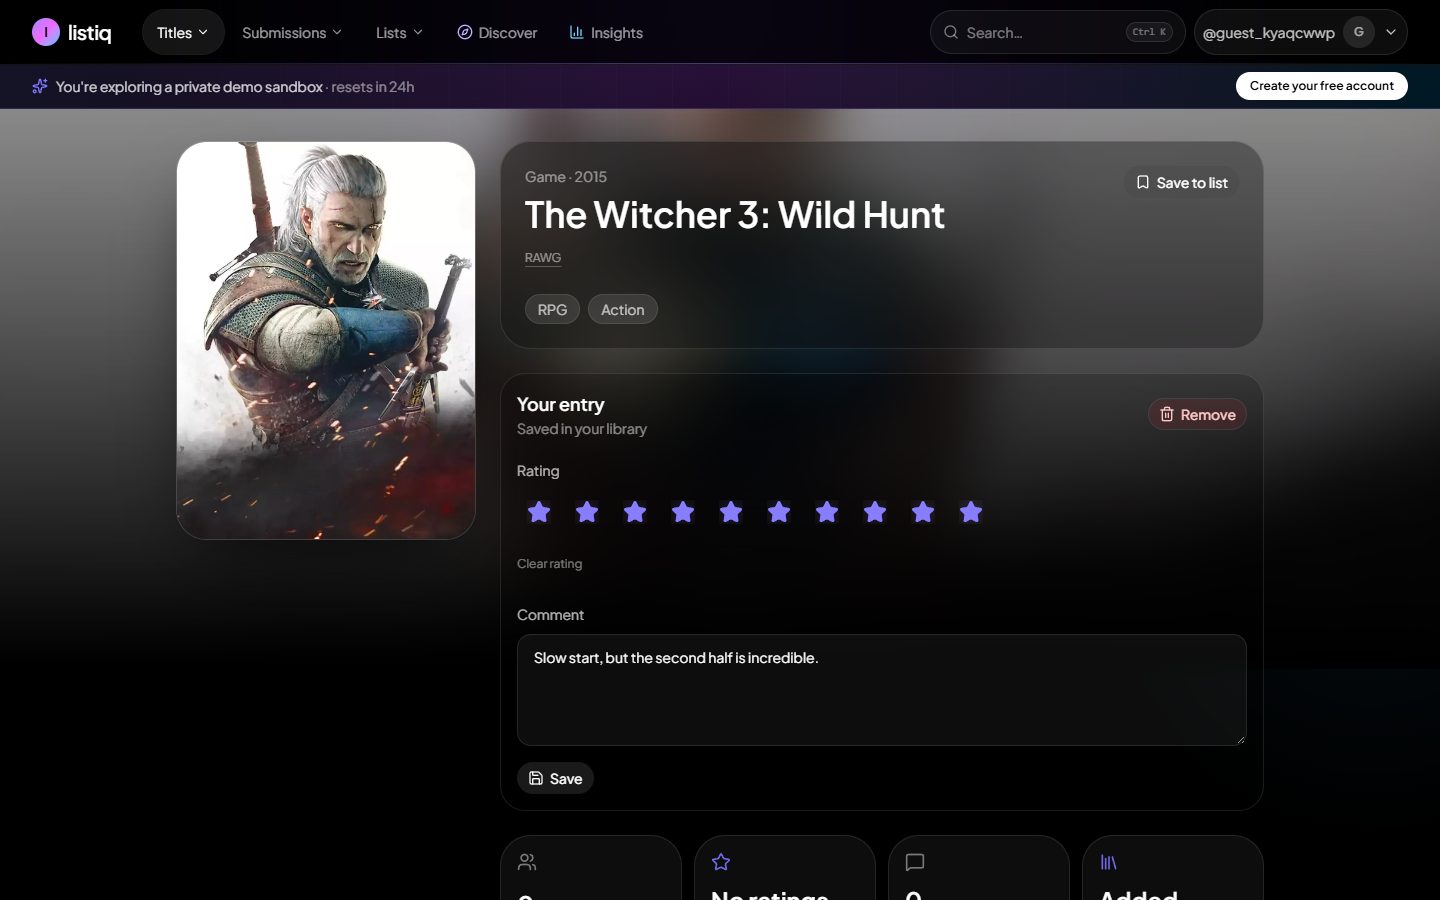 l listiq Titles Submissions Lists Discover Insights Search... Ctrl K @guest_kyaqcwwp G
You're exploring a private demo sandbox · resets in 24h Create your free account
Game · 2015
Save to list
The Witcher 3: Wild Hunt
RAWG
RPG Action
Your entry
Saved in your library
Remove
Rating
Clear rating
Comment
Slow start, but the second half is incredible.
Save
No ratings Added